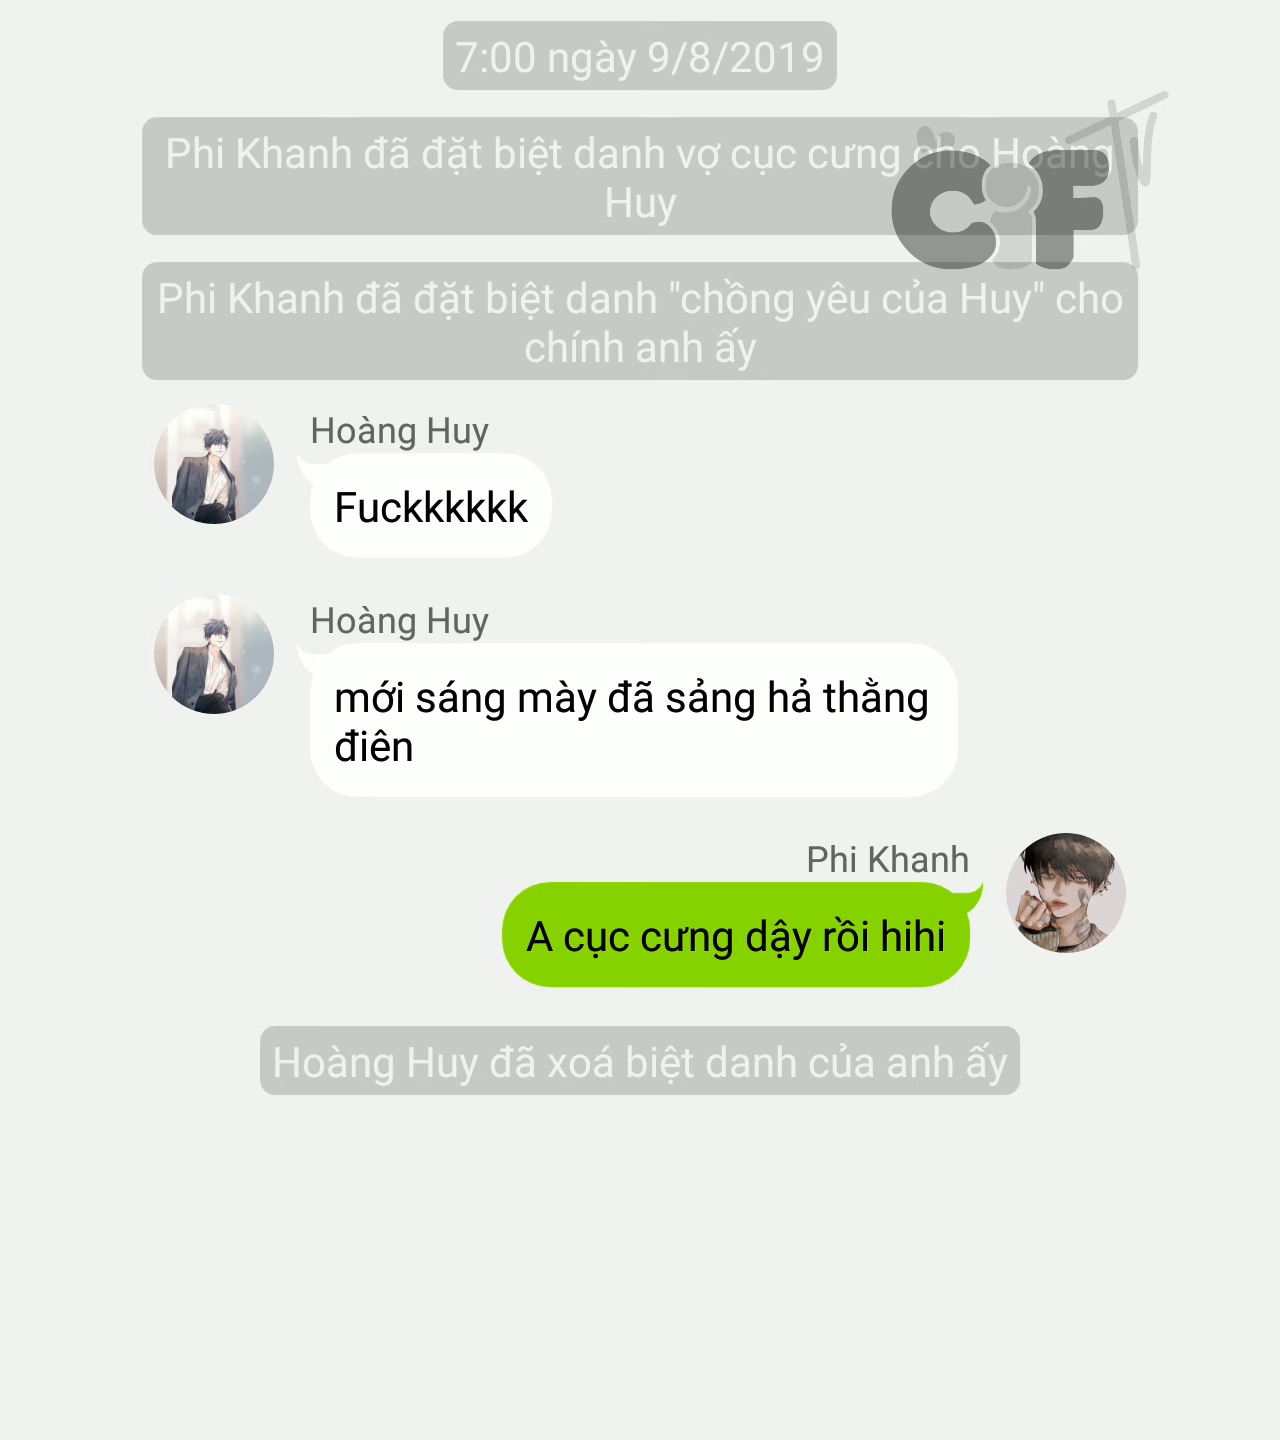 7:00 ngày 9/8/2019
Phi Khanh đã đặt biệt danh vợ cục cưng cho Hoàng
Huy
CiF TV
Phi Khanh đã đặt biệt danh "chồng yêu của Huy" cho
chính anh ấy
Hoàng Huy
Fuckkkkkk
Hoàng Huy
mới sáng mày đã sảng hả thằng
điên
Phi Khanh
A cục cưng dậy rồi hihi
Hoàng Huy đã xoá biệt danh của anh ấy